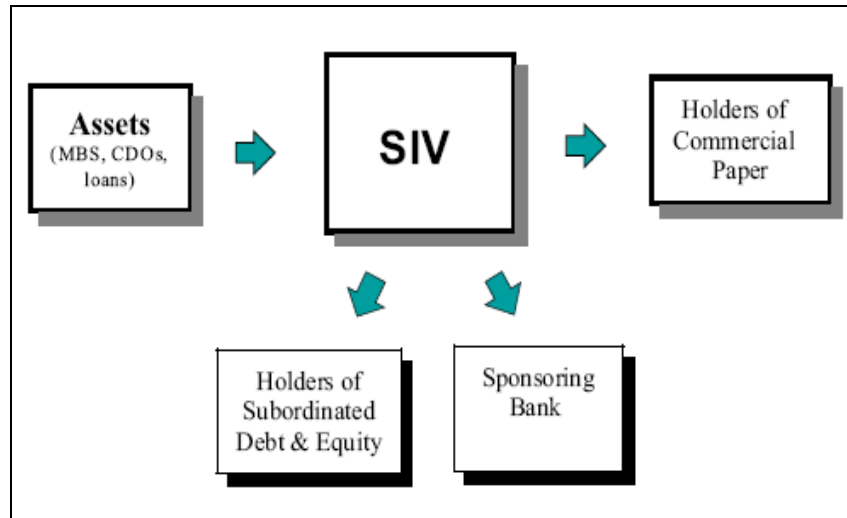 Assets
(MBS, CDOs,
loans)
SIV
Holders of
Commercial
Paper
Holders of
Subordinated
Debt & Equity
Sponsoring
Bank